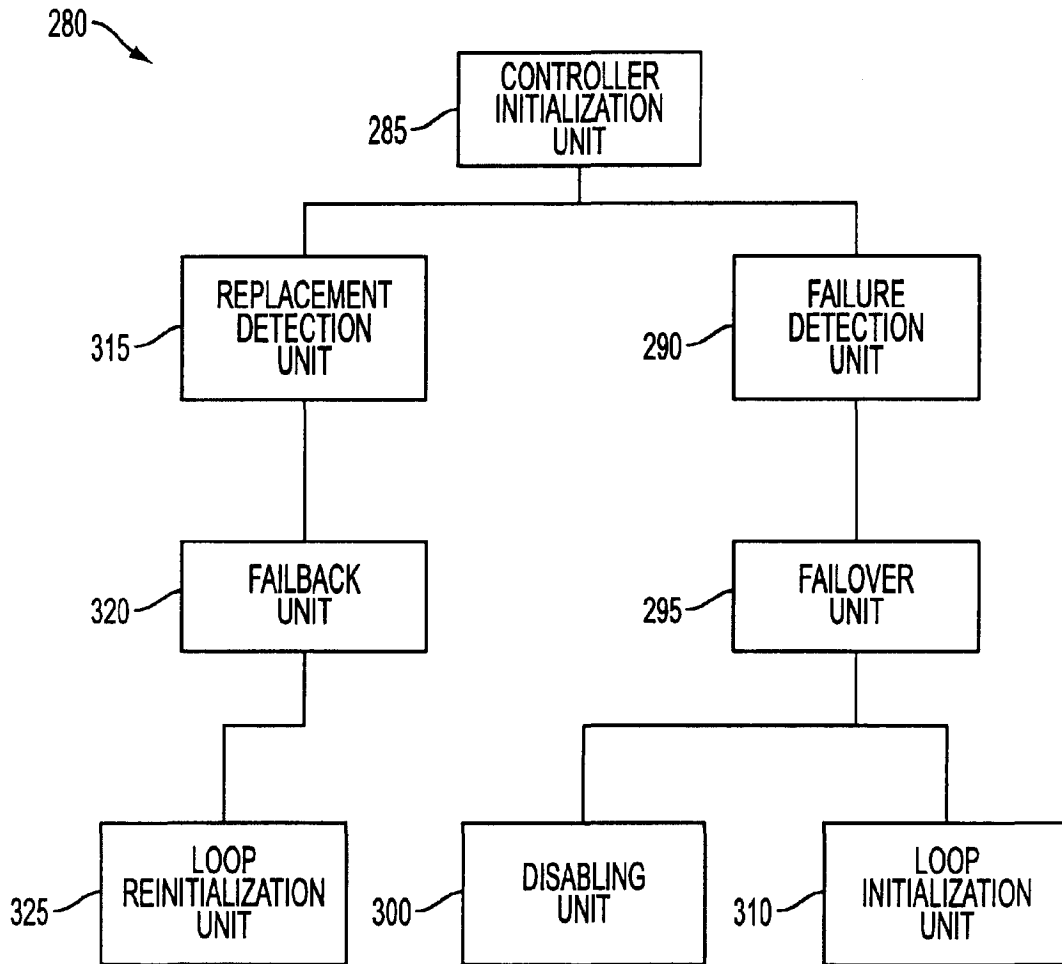 280
CONTROLLER
INITIALIZATION
UNIT
285
REPLACEMENT
DETECTION
UNIT
315
FAILURE
DETECTION
UNIT
290
FAILBACK
UNIT
320
FAILOVER
UNIT
295
LOOP
REINITIALIZATION
UNIT
325
DISABLING
UNIT
300
LOOP
INITIALIZATION
UNIT
310